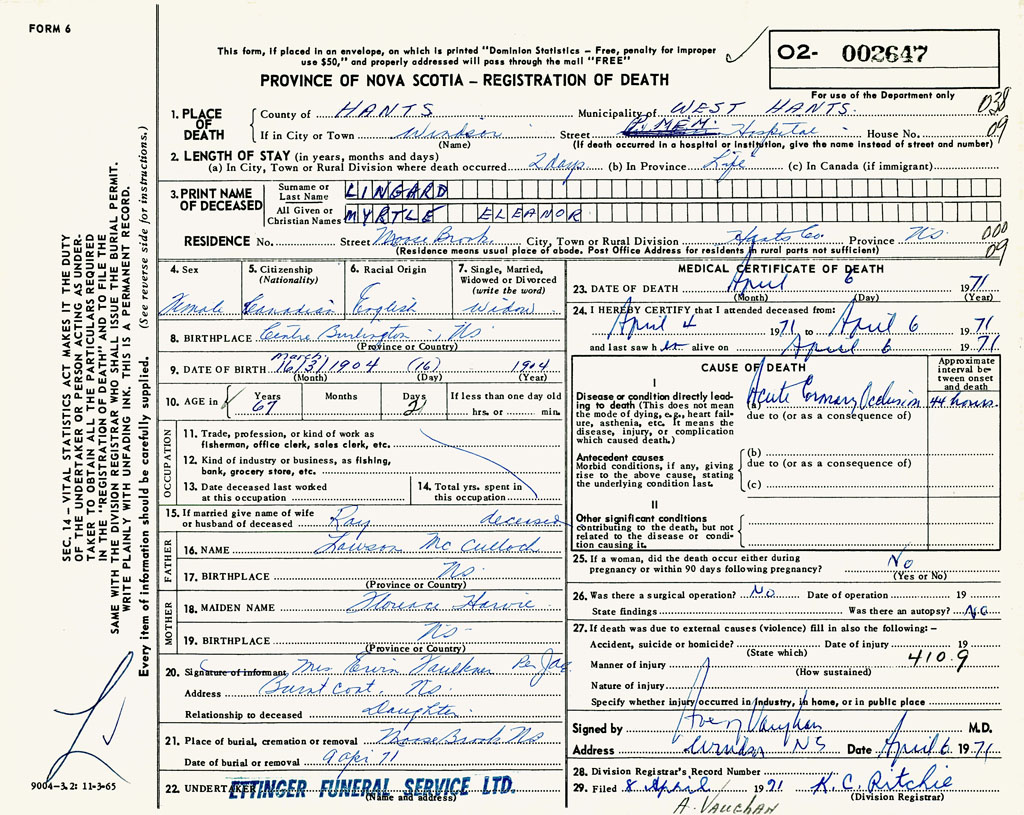 FORM 6
This form, if placed in an envelope, on which is printed "Dominion Statistics – Free, penalty for improper
use $50," and properly addressed will pass through the mail "FREE"
PROVINCE OF NOVA SCOTIA – REGISTRATION OF DEATH
O2- 002647
For use of the Department only
038
09
1. PLACE OF DEATH
County of HANTS Municipality of WEST HANTS.
If in City or Town Windsor (Name) Street P. MEM. Hospital House No.
(If death occurred in a hospital or institution, give the name instead of street and number)
2. LENGTH OF STAY (in years, months and days)
(a) In City, Town or Rural Division where death occurred 2 days (b) In Province Life (c) In Canada (if immigrant)
3. PRINT NAME OF DECEASED
Surname or Last Name LINGARD
All Given or Christian Names MYRTLE ELEANOR
RESIDENCE No. Street Moose Brook City, Town or Rural Division Hants Co. Province NS
(Residence means usual place of abode. Post Office Address for residents in rural parts not sufficient)
000
09
4. Sex
Female
5. Citizenship (Nationality)
Canadian
6. Racial Origin
English
7. Single, Married, Widowed or Divorced (write the word)
Widow
8. BIRTHPLACE Centre Burlington, NS
(Province or Country)
9. DATE OF BIRTH March 16/3/1904 (16) 1904
(Month) (Day) (Year)
10. AGE in Years 67 Months Days 21 If less than one day old
hrs. or min.
OCCUPATION
11. Trade, profession, or kind of work as
fisherman, office clerk, sales clerk, etc.
12. Kind of industry or business, as fishing,
bank, grocery store, etc.
13. Date deceased last worked
at this occupation
14. Total yrs. spent in
this occupation
15. If married give name of wife
or husband of deceased Ray deceased
FATHER
16. NAME Lawson McCulloch
17. BIRTHPLACE NS
(Province or Country)
MOTHER
18. MAIDEN NAME Florence Harvie
19. BIRTHPLACE NS
(Province or Country)
20. Signature of informant Mrs Ervin Faulkner Per
Address Burntcoat, NS.
Relationship to deceased Daughter
21. Place of burial, cremation or removal Moose Brook NS
Date of burial or removal 9 Apr 71
22. UNDERTAKER ETTINGER FUNERAL SERVICE LTD.
(Name and address)
MEDICAL CERTIFICATE OF DEATH
23. DATE OF DEATH April 6 1971
(Month) (Day) (Year)
24. I HEREBY CERTIFY that I attended deceased from:
April 4 1971 to April 6 1971
and last saw her alive on April 6 1971
CAUSE OF DEATH
Approximate interval between onset and death
I
Disease or condition directly leading to death (This does not mean the mode of dying, e.g., heart failure, asthenia, etc. It means the disease, injury, or complication which caused death.)
(a) Acute Coronary Occlusion 44 hours.
due to (or as a consequence of)
Antecedent causes
Morbid conditions, if any, giving rise to the above cause, stating the underlying condition last.
(b)
due to (or as a consequence of)
(c)
II
Other significant conditions
contributing to the death, but not related to the disease or condition causing it.
25. If a woman, did the death occur either during
pregnancy or within 90 days following pregnancy? No
(Yes or No)
26. Was there a surgical operation? No Date of operation 19
State findings Was there an autopsy? No
27. If death was due to external causes (violence) fill in also the following: –
Accident, suicide or homicide? Date of injury 19
(State which)
410.9
Manner of injury
(How sustained)
Nature of injury
Specify whether injury occurred in industry, in home, or in public place
Signed by Avery Vaughan M.D.
Address Windsor NS Date April 6 1971
28. Division Registrar's Record Number
29. Filed 8 April 1971 K. C. Ritchie
(Division Registrar)
A. VAUGHAN
SEC. 14 – VITAL STATISTICS ACT MAKES IT THE DUTY
OF THE UNDERTAKER OR PERSON ACTING AS UNDER-
TAKER TO OBTAIN ALL THE PARTICULARS REQUIRED
IN THE "REGISTRATION OF DEATH" AND TO FILE THE
SAME WITH THE DIVISION REGISTRAR WHO SHALL ISSUE THE BURIAL PERMIT.
WRITE PLAINLY WITH UNFADING INK. THIS IS A PERMANENT RECORD.
Every item of information should be carefully supplied. (See reverse side for instructions.)
9004-3.2: 11-3-65